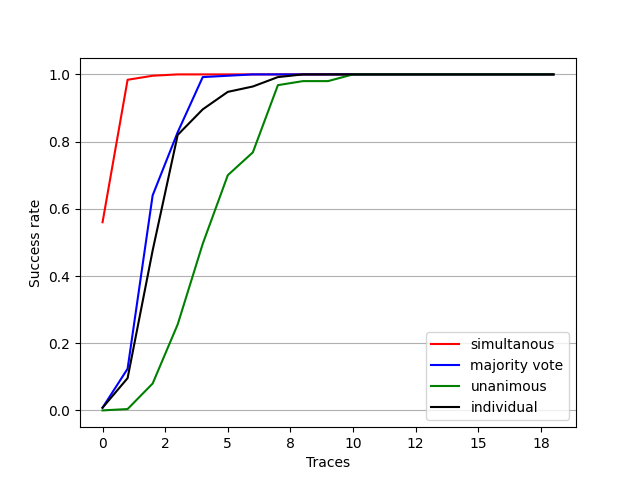 1.0
0.8
0.6
0.4
0.2
0.0
Success rate
0
2
5
8
10
12
15
18
Traces
simultanous
majority vote
unanimous
individual